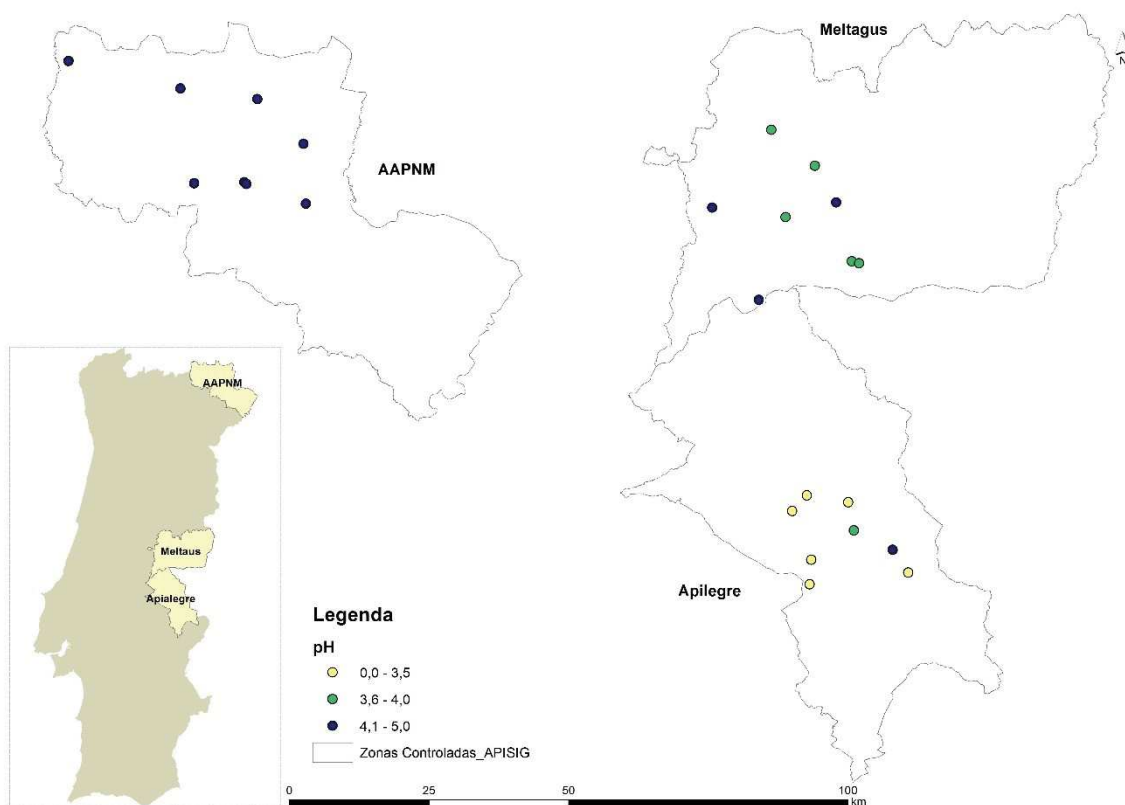 Meltagus
N
AAPNM
AAPNM
Meltaus
Apialegre
Apilegre
Legenda
pH
0,0 - 3,5
3,6 - 4,0
4,1 - 5,0
Zonas Controladas_APISIG
0 25 50 100
km